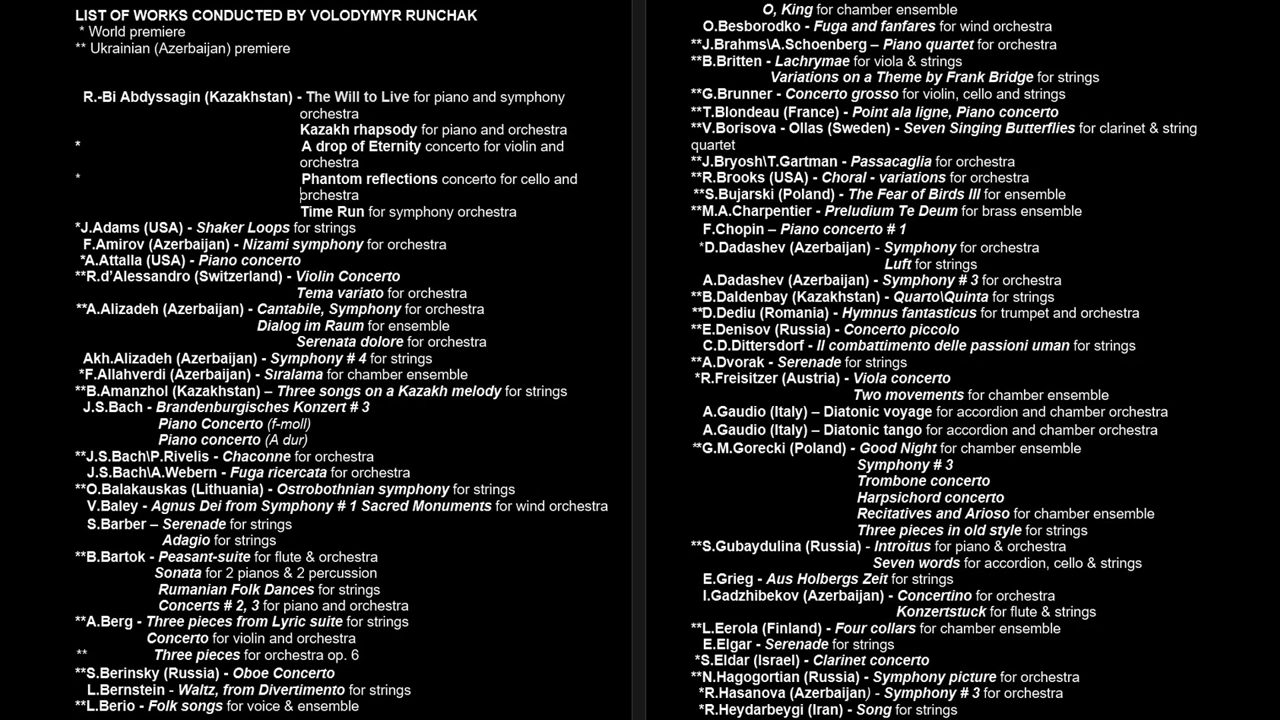 LIST OF WORKS CONDUCTED BY VOLODYMYR RUNCHAK
* World premiere
** Ukrainian (Azerbaijan) premiere
R.-Bi Abdyssagin (Kazakhstan) - The Will to Live for piano and symphony
orchestra
Kazakh rhapsody for piano and orchestra
* A drop of Eternity concerto for violin and
orchestra
* Phantom reflections concerto for cello and
orchestra
Time Run for symphony orchestra
*J.Adams (USA) - Shaker Loops for strings
F.Amirov (Azerbaijan) - Nizami symphony for orchestra
*A.Attalla (USA) - Piano concerto
**R.d'Alessandro (Switzerland) - Violin Concerto
Tema variato for orchestra
**A.Alizadeh (Azerbaijan) - Cantabile, Symphony for orchestra
Dialog im Raum for ensemble
Serenata dolore for orchestra
Akh.Alizadeh (Azerbaijan) - Symphony # 4 for strings
*F.Allahverdi (Azerbaijan) - Sıralama for chamber ensemble
**B.Amanzhol (Kazakhstan) – Three songs on a Kazakh melody for strings
J.S.Bach - Brandenburgisches Konzert # 3
Piano Concerto (f-moll)
Piano concerto (A dur)
**J.S.Bach\P.Rivelis - Chaconne for orchestra
J.S.Bach\A.Webern - Fuga ricercata for orchestra
**O.Balakauskas (Lithuania) - Ostrobothnian symphony for strings
V.Baley - Agnus Dei from Symphony # 1 Sacred Monuments for wind orchestra
S.Barber – Serenade for strings
Adagio for strings
**B.Bartok - Peasant-suite for flute & orchestra
Sonata for 2 pianos & 2 percussion
Rumanian Folk Dances for strings
Concerts # 2, 3 for piano and orchestra
**A.Berg - Three pieces from Lyric suite for strings
Concerto for violin and orchestra
** Three pieces for orchestra op. 6
**S.Berinsky (Russia) - Oboe Concerto
L.Bernstein - Waltz, from Divertimento for strings
**L.Berio - Folk songs for voice & ensemble
O, King for chamber ensemble
O.Besborodko - Fuga and fanfares for wind orchestra
**J.Brahms\A.Schoenberg – Piano quartet for orchestra
**B.Britten - Lachrymae for viola & strings
Variations on a Theme by Frank Bridge for strings
**G.Brunner - Concerto grosso for violin, cello and strings
**T.Blondeau (France) - Point ala ligne, Piano concerto
**V.Borisova - Ollas (Sweden) - Seven Singing Butterflies for clarinet & string
quartet
**J.Bryosh\T.Gartman - Passacaglia for orchestra
**R.Brooks (USA) - Choral - variations for orchestra
**S.Bujarski (Poland) - The Fear of Birds III for ensemble
**M.A.Charpentier - Preludium Te Deum for brass ensemble
F.Chopin – Piano concerto # 1
*D.Dadashev (Azerbaijan) - Symphony for orchestra
Luft for strings
A.Dadashev (Azerbaijan) - Symphony # 3 for orchestra
**B.Daldenbay (Kazakhstan) - Quarto\Quinta for strings
**D.Dediu (Romania) - Hymnus fantasticus for trumpet and orchestra
**E.Denisov (Russia) - Concerto piccolo
C.D.Dittersdorf - Il combattimento delle passioni uman for strings
**A.Dvorak - Serenade for strings
*R.Freisitzer (Austria) - Viola concerto
Two movements for chamber ensemble
A.Gaudio (Italy) – Diatonic voyage for accordion and chamber orchestra
A.Gaudio (Italy) – Diatonic tango for accordion and chamber orchestra
**G.M.Gorecki (Poland) - Good Night for chamber ensemble
Symphony # 3
Trombone concerto
Harpsichord concerto
Recitatives and Arioso for chamber ensemble
Three pieces in old style for strings
**S.Gubaydulina (Russia) - Introitus for piano & orchestra
Seven words for accordion, cello & strings
E.Grieg - Aus Holbergs Zeit for strings
I.Gadzhibekov (Azerbaijan) - Concertino for orchestra
Konzertstuck for flute & strings
**L.Eerola (Finland) - Four collars for chamber ensemble
E.Elgar - Serenade for strings
*S.Eldar (Israel) - Clarinet concerto
**N.Hagogortian (Russia) - Symphony picture for orchestra
*R.Hasanova (Azerbaijan) - Symphony # 3 for orchestra
*R.Heydarbeygi (Iran) - Song for strings